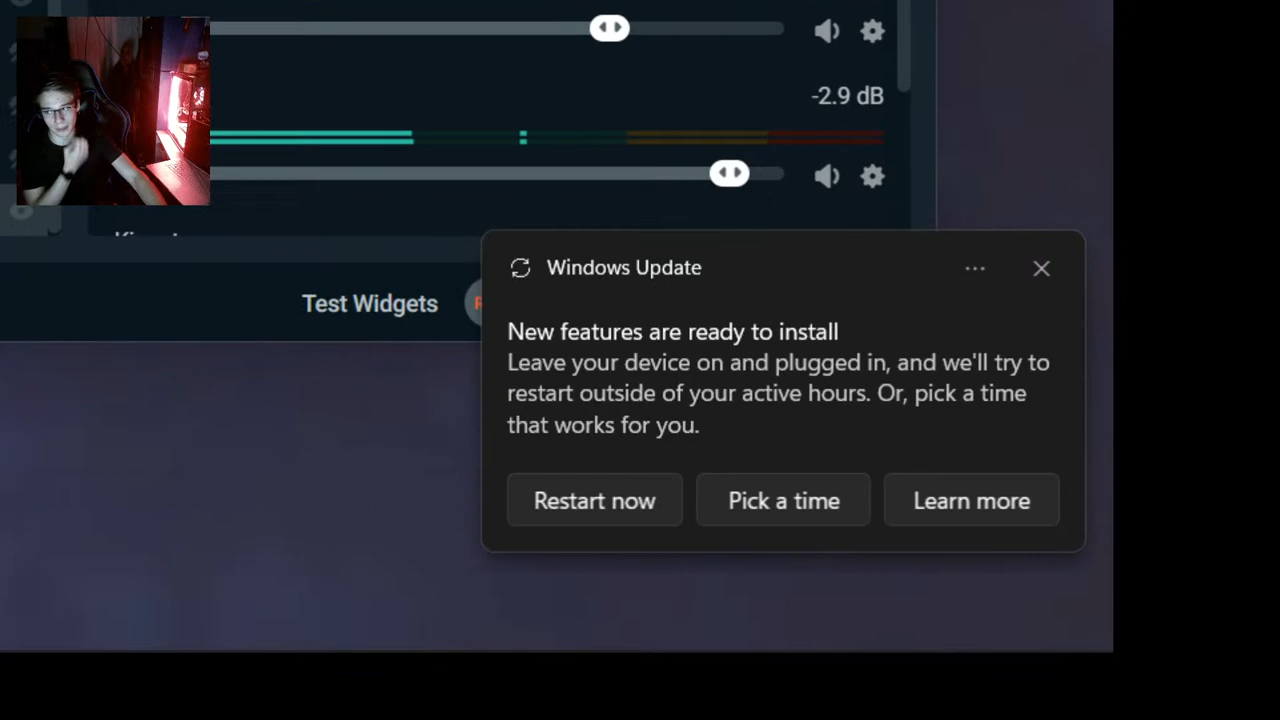 -2.9 dB
Test Widgets
Windows Update
New features are ready to install
Leave your device on and plugged in, and we'll try to
restart outside of your active hours. Or, pick a time
that works for you.
Restart now
Pick a time
Learn more